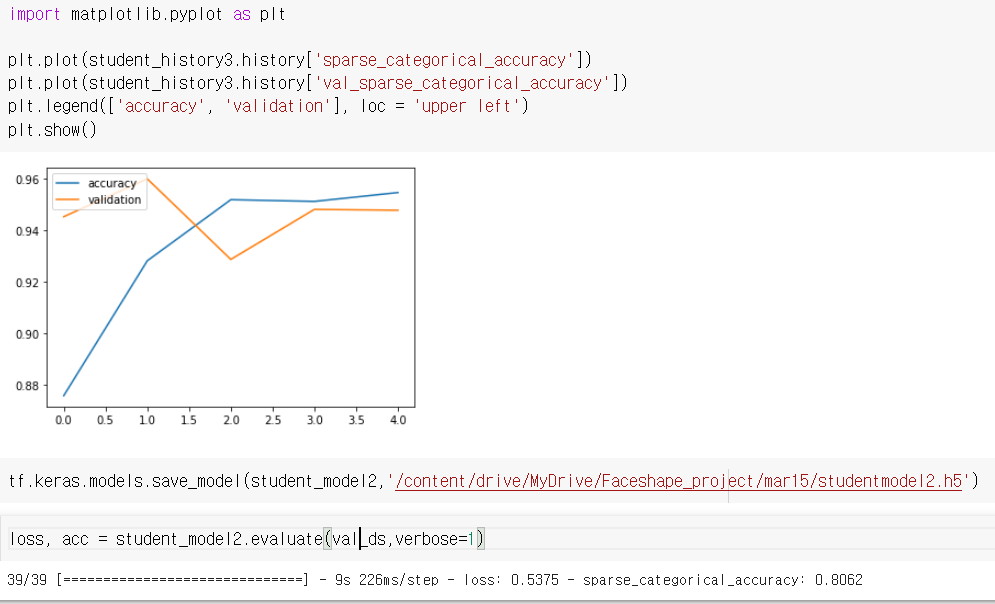 import matplotlib.pyplot as plt
plt.plot(student_history3.history['sparse_categorical_accuracy'])
plt.plot(student_history3.history['val_sparse_categorical_accuracy'])
plt.legend(['accuracy', 'validation'], loc = 'upper left')
plt.show()
accuracy
validation
0.96
0.94
0.92
0.90
0.88
0.0 0.5 1.0 1.5 2.0 2.5 3.0 3.5 4.0
tf.keras.models.save_model(student_model2,'/content/drive/MyDrive/Faceshape_project/mar15/studentmodel2.h5')
loss, acc = student_model2.evaluate(val_ds,verbose=1)
39/39 [==============================] - 9s 226ms/step - loss: 0.5375 - sparse_categorical_accuracy: 0.8062